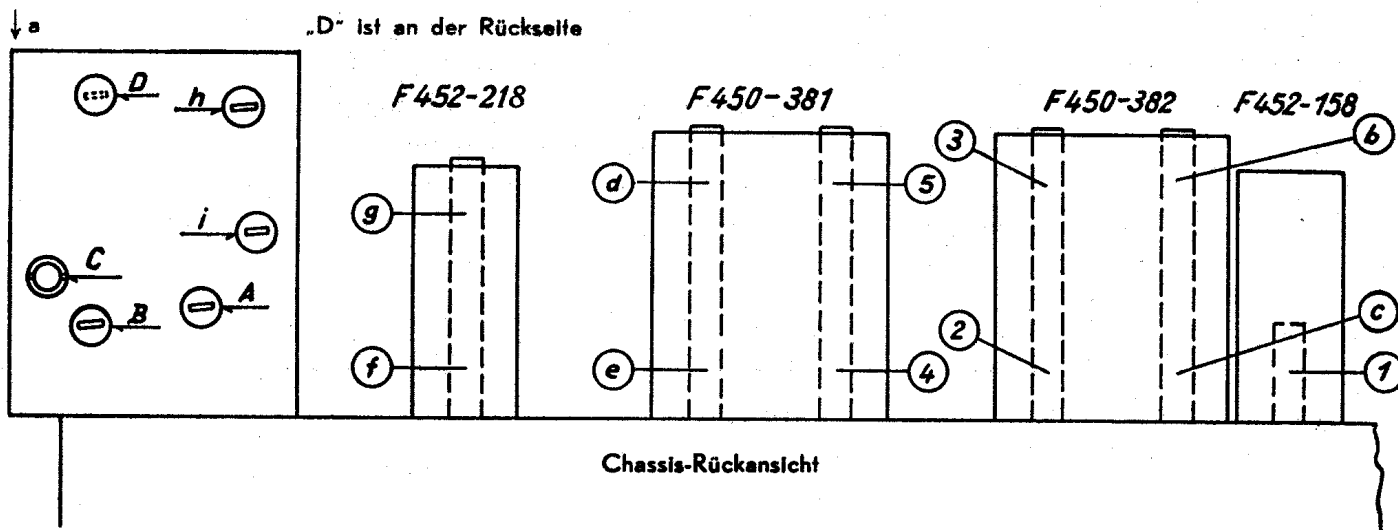 a
„D“ ist an der Rückseite
D
h
F452-218
F450-381
F450-382
F452-158
3
b
d
5
g
i
C
A
B
2
c
f
e
4
1
Chassis-Rückansicht